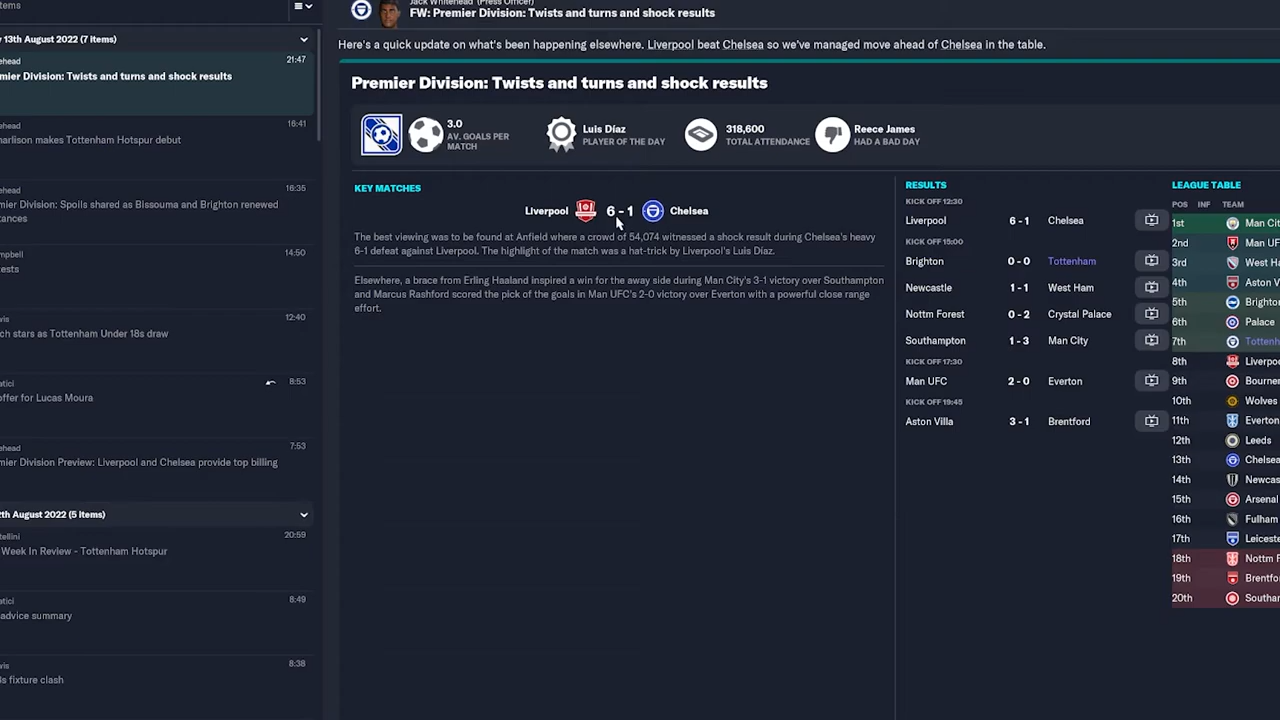 tems
y 13th August 2022 (7 items)
ehead
21:47
mier Division: Twists and turns and shock results
ehead
16:41
harlison makes Tottenham Hotspur debut
ehead
16:35
mier Division: Spoils shared as Bissouma and Brighton renewed
tances
mpbell
14:50
ests
vis
12:40
ch stars as Tottenham Under 18s draw
atici
8:53
offer for Lucas Moura
ehead
7:53
mier Division Preview: Liverpool and Chelsea provide top billing
2th August 2022 (5 items)
tellini
20:59
Week In Review - Tottenham Hotspur
atici
8:49
advice summary
vis
8:38
8s fixture clash
Jack Whitehead (Press Officer)
FW: Premier Division: Twists and turns and shock results
Here's a quick update on what's been happening elsewhere. Liverpool beat Chelsea so we've managed move ahead of Chelsea in the table.
Premier Division: Twists and turns and shock results
3.0
AV. GOALS PER
MATCH
Luis Díaz
PLAYER OF THE DAY
318,600
TOTAL ATTENDANCE
Reece James
HAD A BAD DAY
KEY MATCHES
Liverpool 6 - 1 Chelsea
The best viewing was to be found at Anfield where a crowd of 54,074 witnessed a shock result during Chelsea's heavy
6-1 defeat against Liverpool. The highlight of the match was a hat-trick by Liverpool's Luis Díaz.
Elsewhere, a brace from Erling Haaland inspired a win for the away side during Man City's 3-1 victory over Southampton
and Marcus Rashford scored the pick of the goals in Man UFC's 2-0 victory over Everton with a powerful close range
effort.
RESULTS
KICK OFF 12:30
Liverpool 6 - 1 Chelsea
KICK OFF 15:00
Brighton 0 - 0 Tottenham
Newcastle 1 - 1 West Ham
Nottm Forest 0 - 2 Crystal Palace
Southampton 1 - 3 Man City
KICK OFF 17:30
Man UFC 2 - 0 Everton
KICK OFF 19:45
Aston Villa 3 - 1 Brentford
LEAGUE TABLE
POS INF TEAM
1st Man Cit
2nd Man UF
3rd West Ha
4th Aston V
5th Brighto
6th Palace
7th Tottenh
8th Liverpo
9th Bourne
10th Wolves
11th Everton
12th Leeds
13th Chelsea
14th Newcas
15th Arsenal
16th Fulham
17th Leiceste
18th Nottm F
19th Brentfo
20th Southar